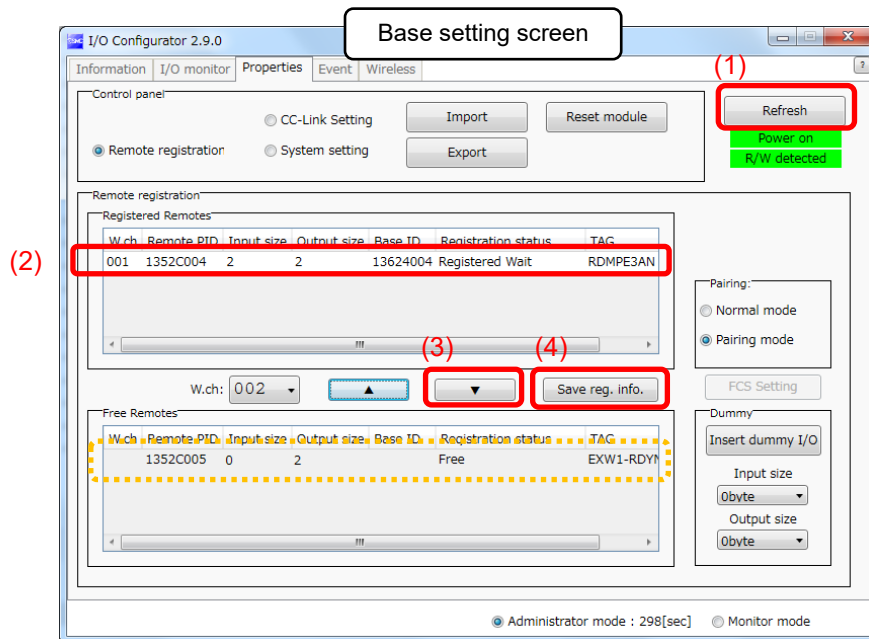 Base setting screen
I/O Configurator 2.9.0
Information I/O monitor Properties Event Wireless
(1)
?
Control panel
CC-Link Setting Import Reset module Refresh
Power on
Remote registration System setting Export R/W detected
Remote registration
Registered Remotes
W.ch Remote PID Input size Output size Base ID Registration status TAG
(2)
001 1352C004 2 2 13624004 Registered Wait RDMPE3AN
Pairing:
Normal mode
Pairing mode
(3) (4)
W.ch: 002 ▲ ▼ Save reg. info. FCS Setting
Free Remotes Dummy
W.ch Remote PID Input size Output size Base ID Registration status TAG
Insert dummy I/O
1352C005 0 2 Free EXW1-RDYN
Input size
0byte
Output size
0byte
Administrator mode : 298[sec] Monitor mode